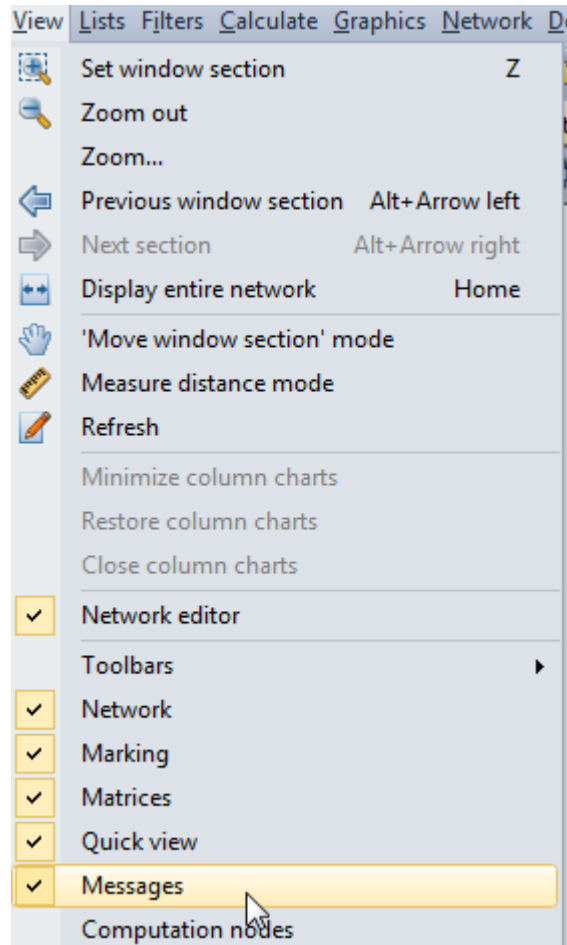 View Lists Filters Calculate Graphics Network
Set window section Z
Zoom out
Zoom...
Previous window section Alt+Arrow left
Next section Alt+Arrow right
Display entire network Home
'Move window section' mode
Measure distance mode
Refresh
Minimize column charts
Restore column charts
Close column charts
Network editor
Toolbars
Network
Marking
Matrices
Quick view
Messages
Computation nodes